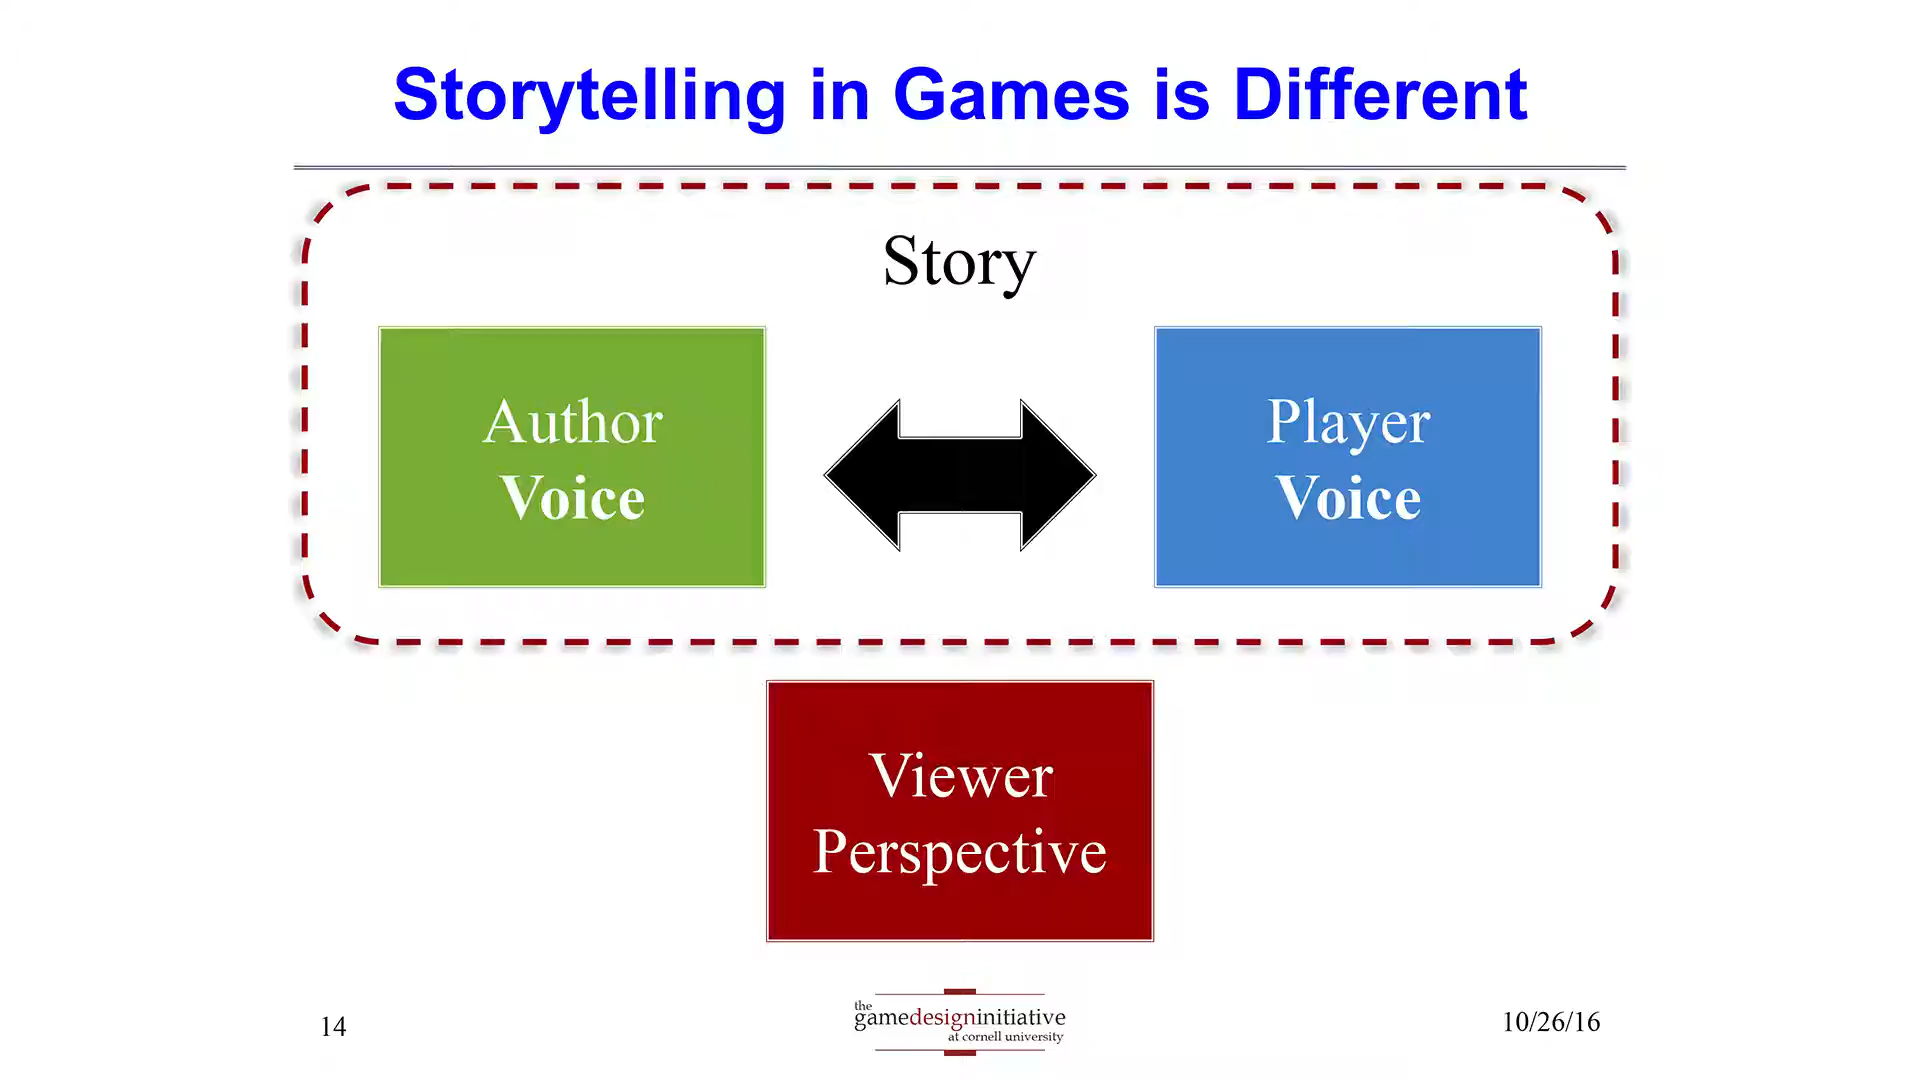 Storytelling in Games is Different
Story
Author
Voice
Player
Voice
Viewer
Perspective
14
the
gamedesigninitiative
at cornell university
10/26/16